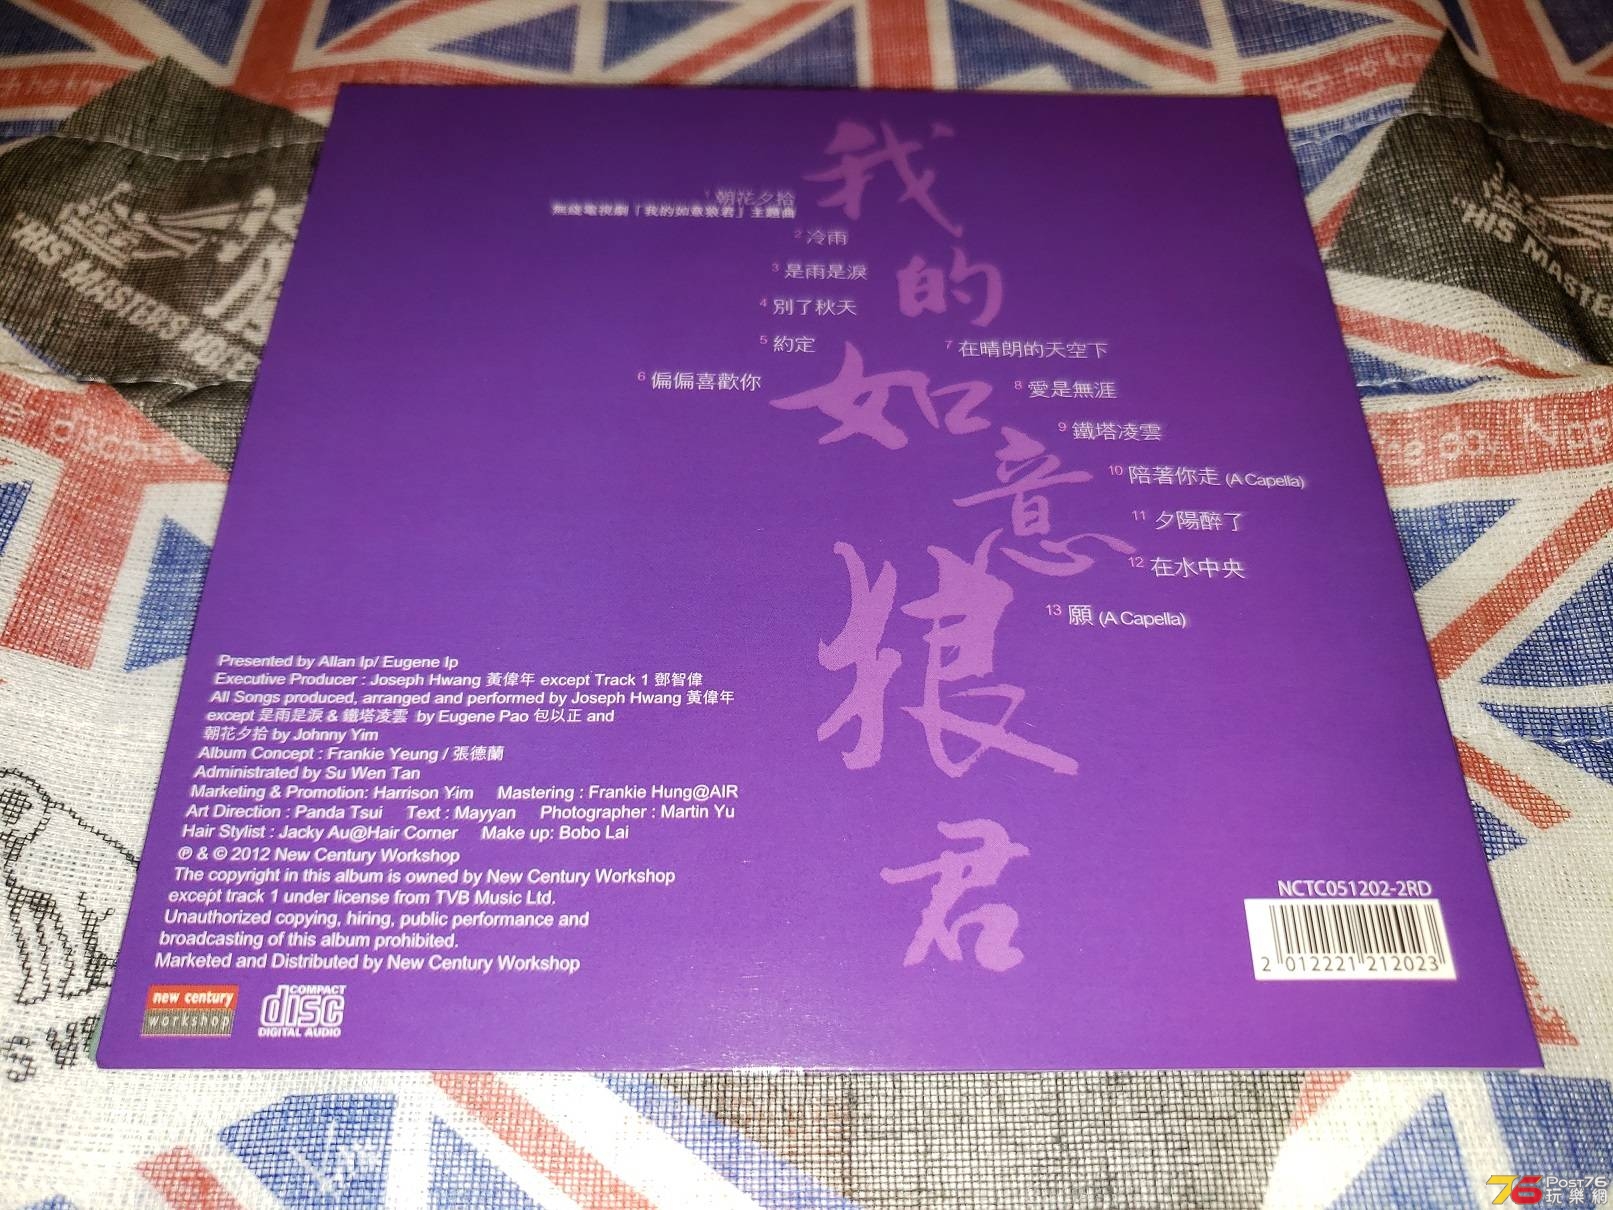 我的如意狼君
1 朝花夕拾
無綫電視劇「我的如意狼君」主題曲
2 冷雨
3 是雨是淚
4 別了秋天
5 約定
6 偏偏喜歡你
7 在晴朗的天空下
8 愛是無涯
9 鐵塔凌雲
10 陪著你走 (A Capella)
11 夕陽醉了
12 在水中央
13 願 (A Capella)
Presented by Allan Ip/ Eugene Ip
Executive Producer : Joseph Hwang 黃偉年 except Track 1 鄧智偉
All Songs produced, arranged and performed by Joseph Hwang 黃偉年
except 是雨是淚 & 鐵塔凌雲 by Eugene Pao 包以正 and
朝花夕拾 by Johnny Yim
Album Concept : Frankie Yeung / 張德蘭
Administrated by Su Wen Tan
Marketing & Promotion: Harrison Yim Mastering : Frankie Hung@AIR
Art Direction : Panda Tsui Text : Mayyan Photographer : Martin Yu
Hair Stylist : Jacky Au@Hair Corner Make up: Bobo Lai
℗ & © 2012 New Century Workshop
The copyright in this album is owned by New Century Workshop
except track 1 under license from TVB Music Ltd.
Unauthorized copying, hiring, public performance and
broadcasting of this album prohibited.
Marketed and Distributed by New Century Workshop
new century
workshop
COMPACT
disc
DIGITAL AUDIO
NCTC051202-2RD
2 012221 212023
HIS MASTERS VOICE
HIS MASTERS
76 Post76
玩樂網